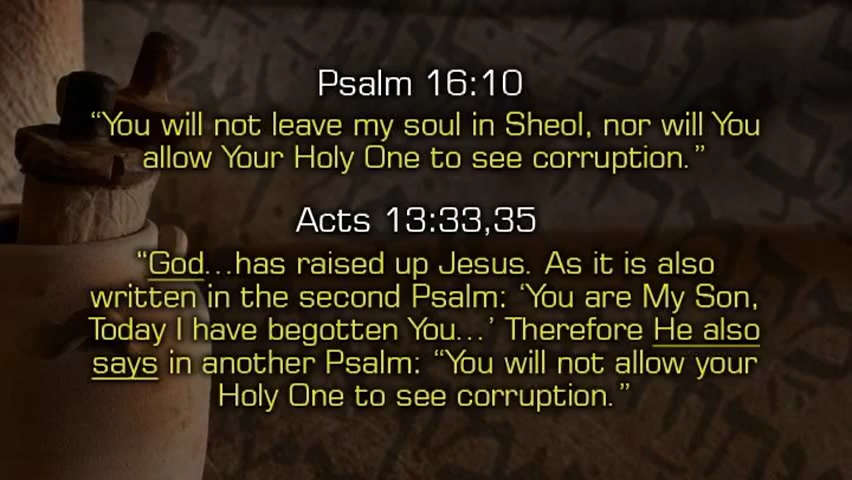 Psalm 16:10
“You will not leave my soul in Sheol, nor will You
allow Your Holy One to see corruption.”
Acts 13:33,35
“God...has raised up Jesus. As it is also
written in the second Psalm: ‘You are My Son,
Today I have begotten You...’ Therefore He also
says in another Psalm: “You will not allow your
Holy One to see corruption.”